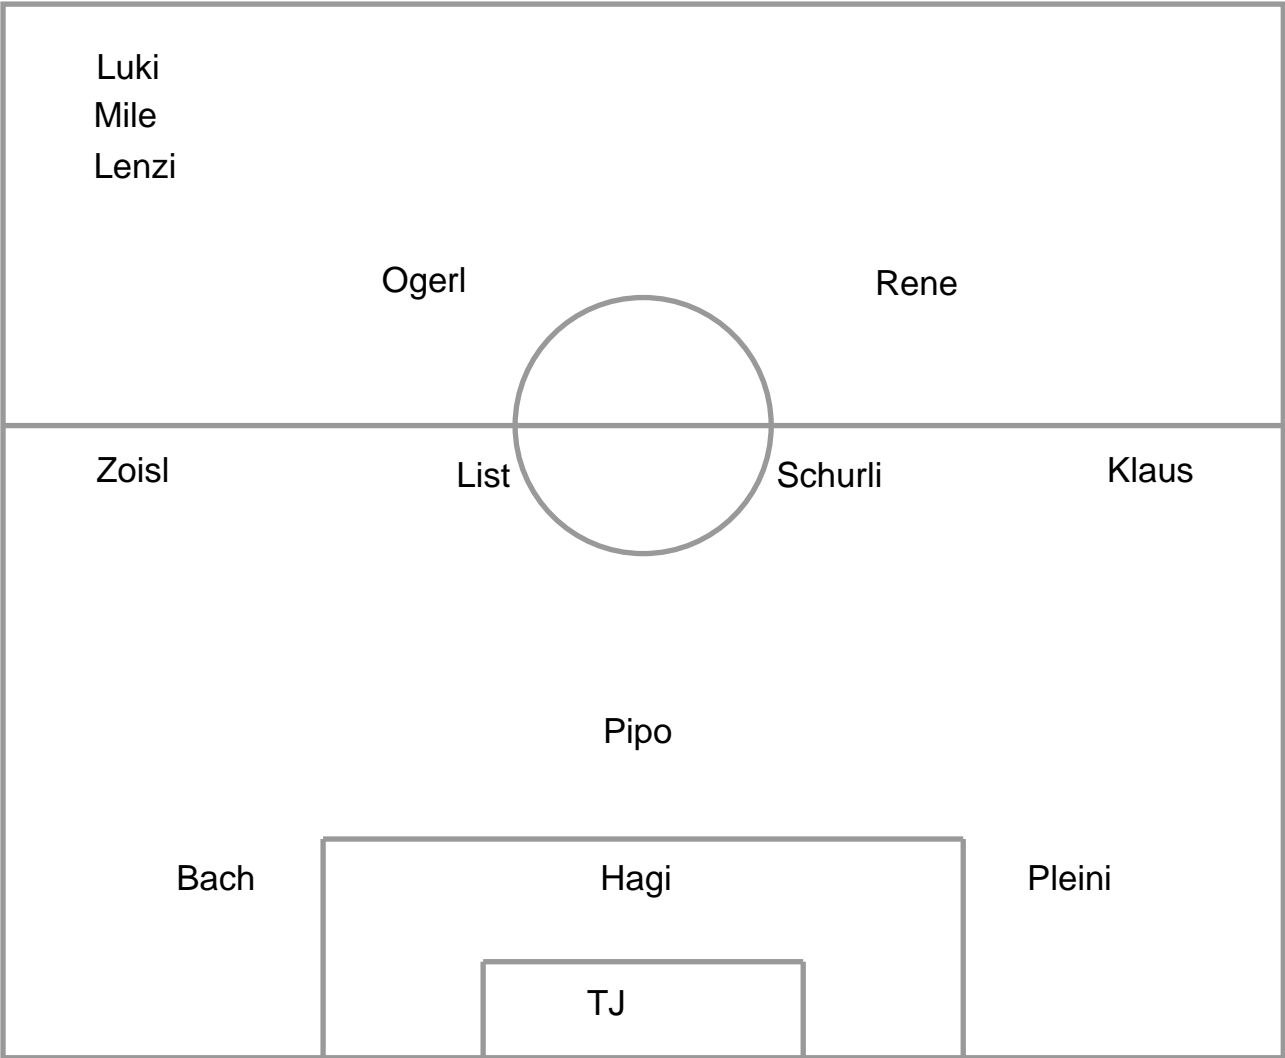 Luki
Mile
Lenzi
Ogerl Rene
Zoisl List Schurli Klaus
Pipo
Bach Hagi Pleini
TJ